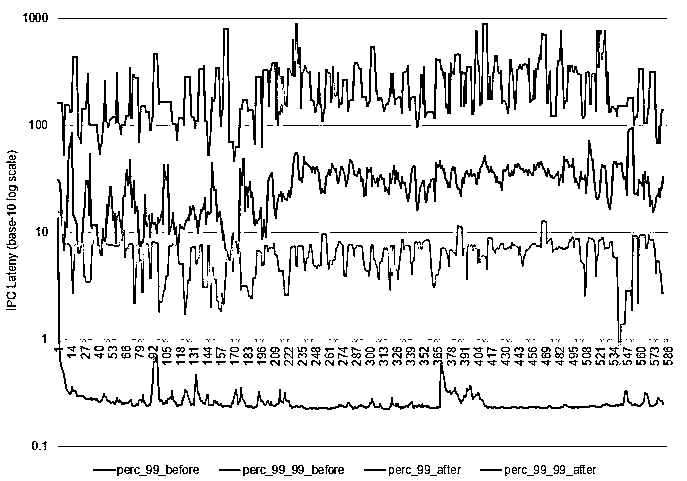 1000
100
10
1
0.1
IPC Lateny (base-10 log scale)
1 14 27 40 53 66 79 92 105 118 131 144 157 170 183 196 209 222 235 248 261 274 287 300 313 326 339 352 365 378 391 404 417 430 443 456 469 482 495 508 521 534 547 560 573 586
perc_99_before perc_99_99_before perc_99_after perc_99_99_after